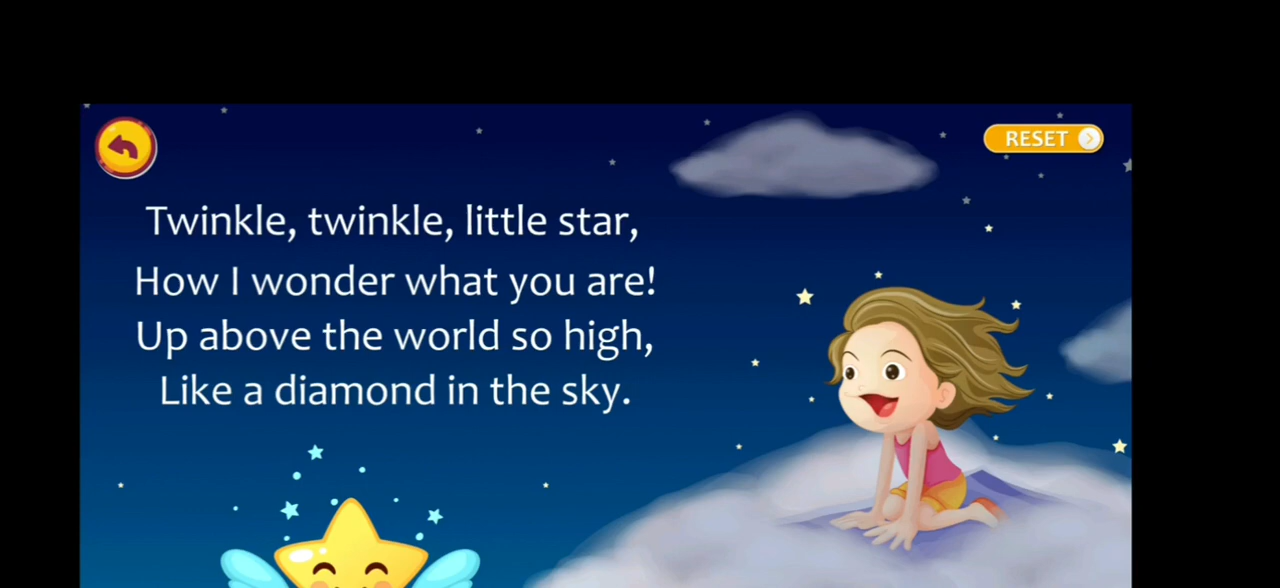 RESET
Twinkle, twinkle, little star,
How I wonder what you are!
Up above the world so high,
Like a diamond in the sky.